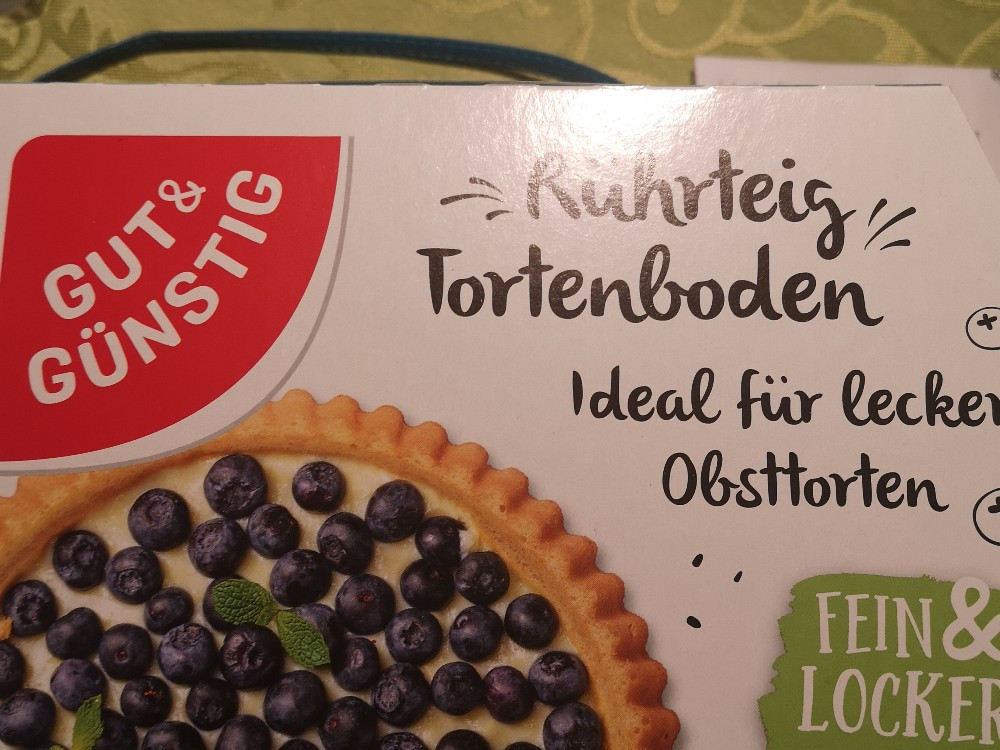 GUT&
GÜNSTIG
Rührteig
Tortenboden
Ideal für lecker
Obsttorten
FEIN &
LOCKER